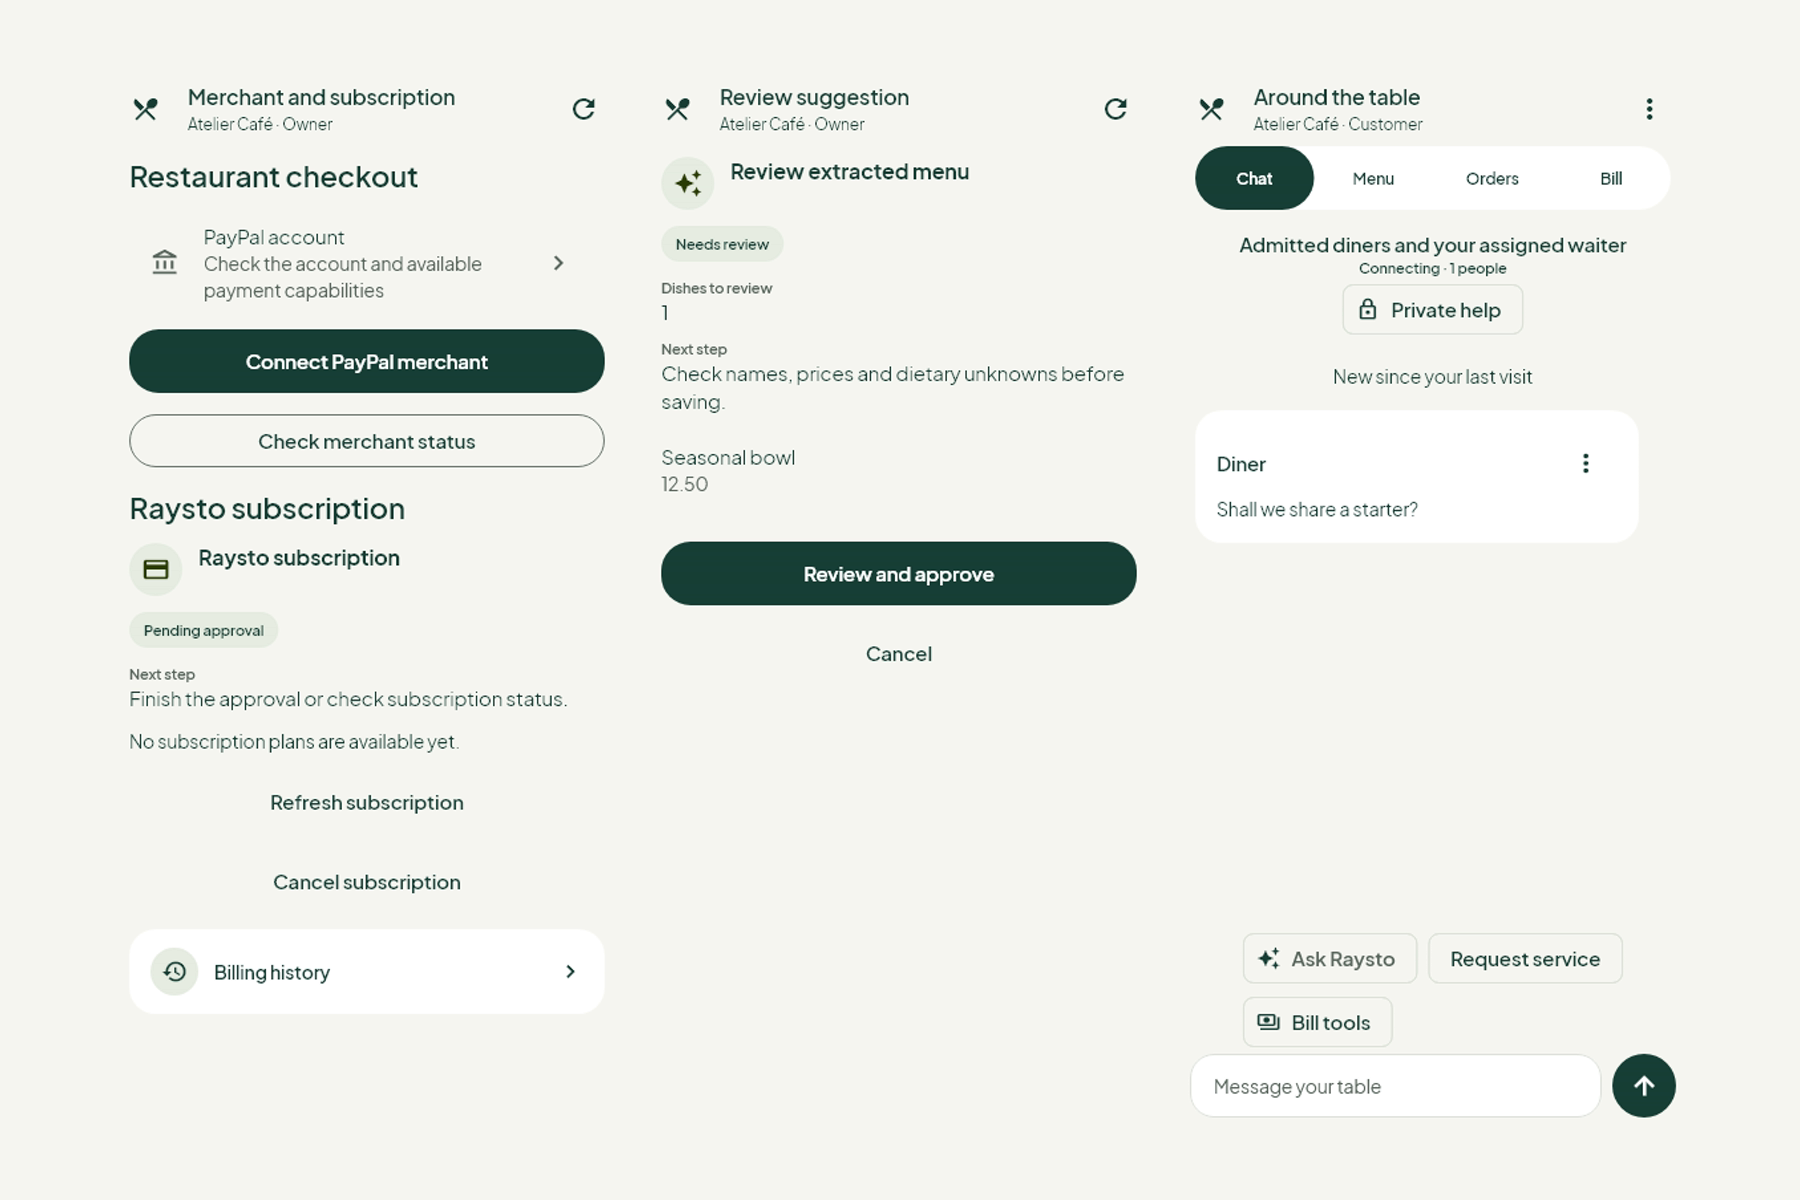 Merchant and subscription
Atelier Café · Owner
Restaurant checkout
PayPal account
Check the account and available
payment capabilities
Connect PayPal merchant
Check merchant status
Raysto subscription
Raysto subscription
Pending approval
Next step
Finish the approval or check subscription status.
No subscription plans are available yet.
Refresh subscription
Cancel subscription
Billing history
Review suggestion
Atelier Café · Owner
Review extracted menu
Needs review
Dishes to review
1
Next step
Check names, prices and dietary unknowns before
saving.
Seasonal bowl
12.50
Review and approve
Cancel
Around the table
Atelier Café · Customer
Chat
Menu
Orders
Bill
Admitted diners and your assigned waiter
Connecting · 1 people
Private help
New since your last visit
Diner
Shall we share a starter?
Ask Raysto
Request service
Bill tools
Message your table